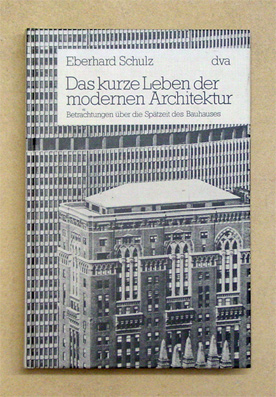 Eberhard Schulz dva
Das kurze Leben der
modernen Architektur
Betrachtungen über die Spätzeit des Bauhauses